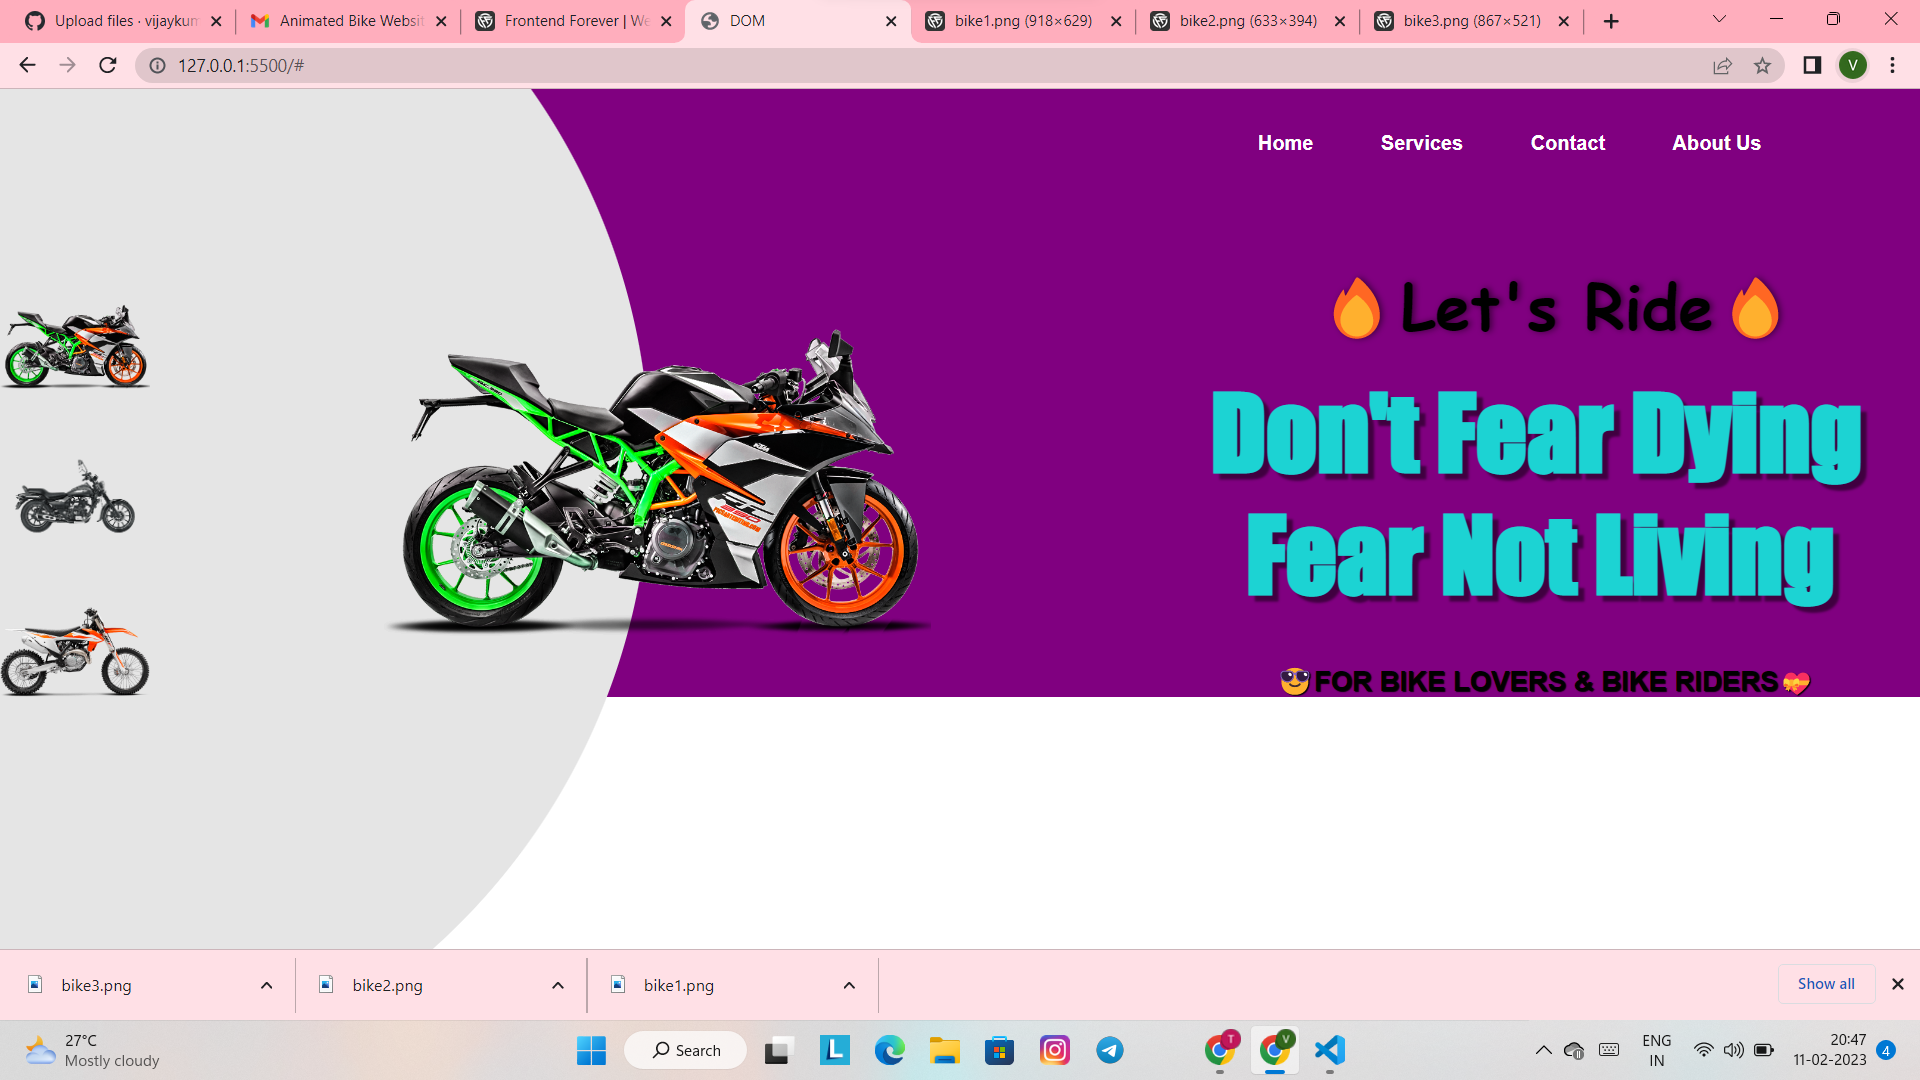 Upload files · vijaykum
Animated Bike Websit
Frontend Forever | We
DOM
bike1.png (918×629)
bike2.png (633×394)
bike3.png (867×521)
127.0.0.1:5500/#
V
Home
Services
Contact
About Us
🔥Let's Ride🔥
Don't Fear Dying
Fear Not Living
😎FOR BIKE LOVERS & BIKE RIDERS💝
bike3.png
bike2.png
bike1.png
Show all
27°C
Mostly cloudy
Search
L
T
V
ENG
IN
20:47
11-02-2023
4